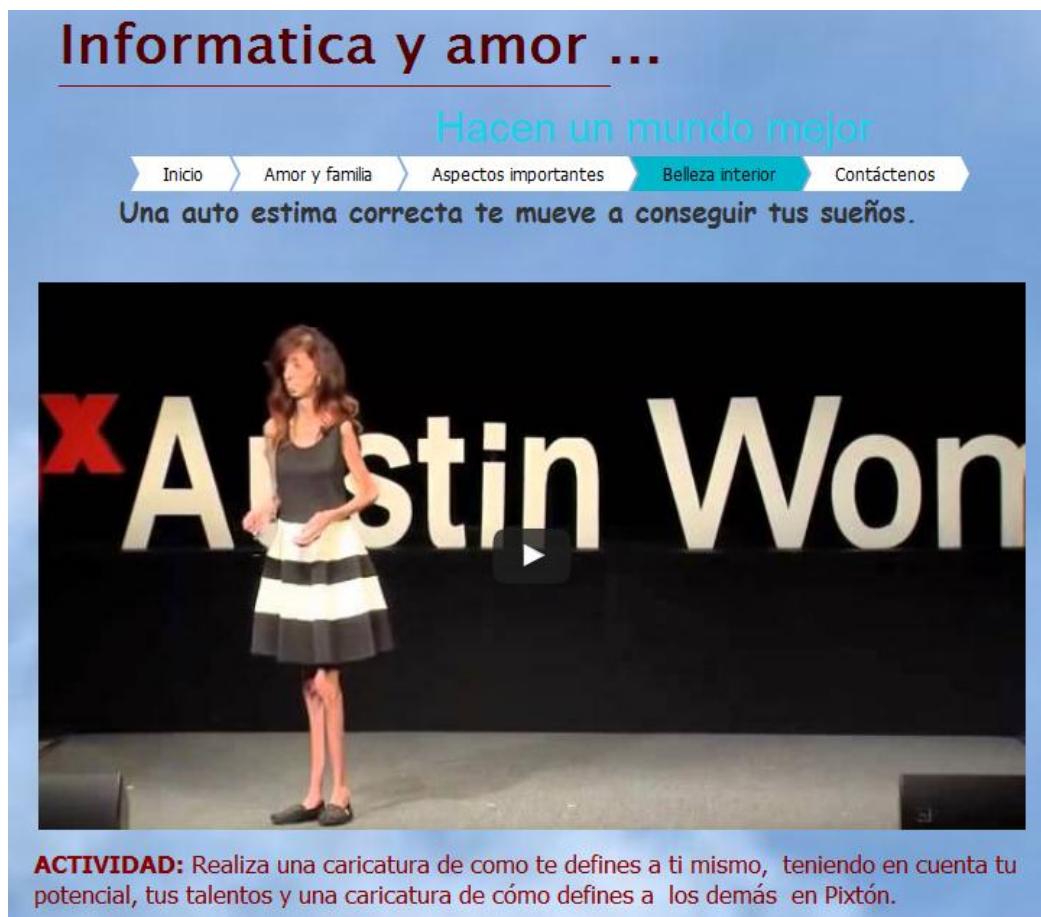 Informatica y amor ...
Hacen un mundo mejor
Inicio Amor y familia Aspectos importantes Belleza interior Contáctenos
Una auto estima correcta te mueve a conseguir tus sueños.
x Austin Wom
ACTIVIDAD: Realiza una caricatura de como te defines a ti mismo, teniendo en cuenta tu
potencial, tus talentos y una caricatura de cómo defines a los demás en Pixtón.